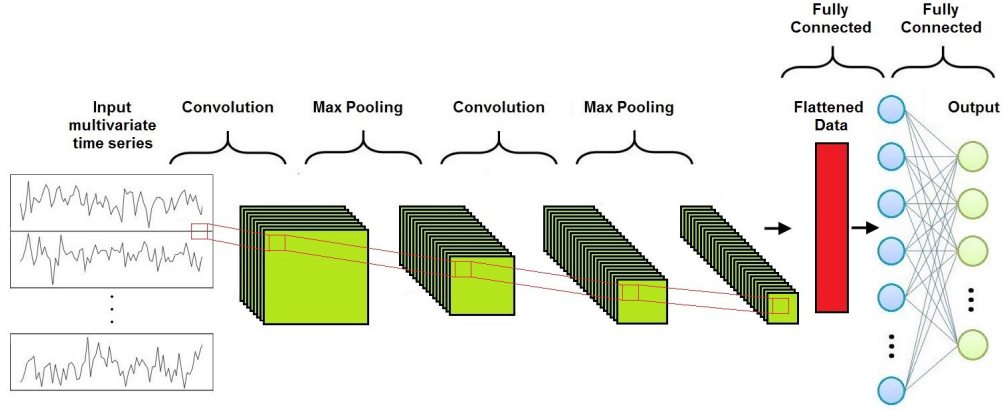 Fully
Connected
Fully
Connected
Input
multivariate
time series
Convolution
Max Pooling
Convolution
Max Pooling
Flattened
Data
Output